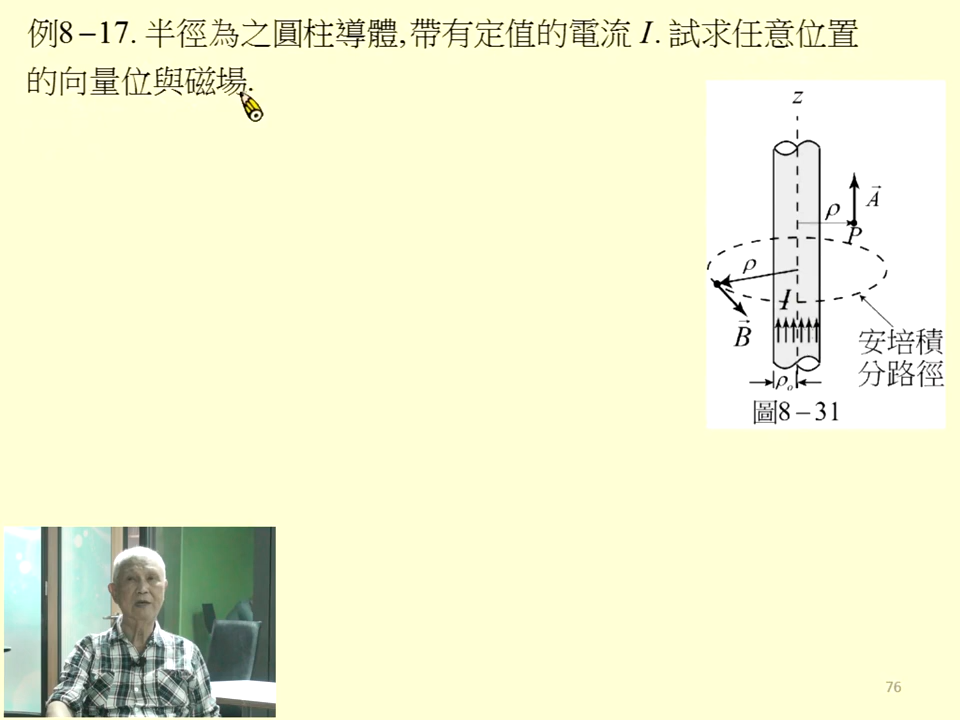 例8-17. 半徑為之圓柱導體,帶有定值的電流 I. 試求任意位置
的向量位與磁場.
z
ρ
A
P
ρ
I
B
安培積
分路徑
ρ₀
圖8-31
76